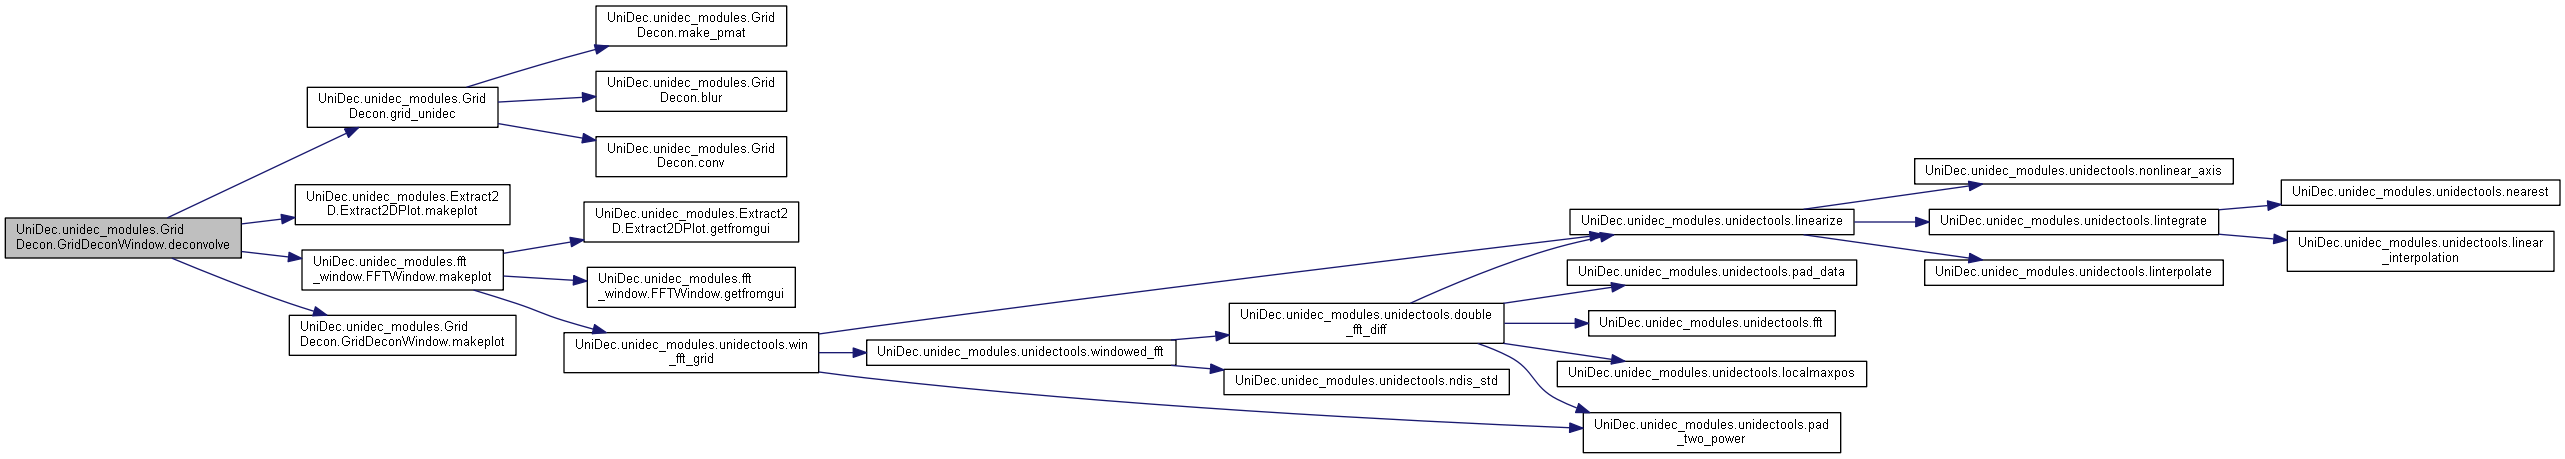 UniDec.unidec_modules.Grid
Decon.GridDeconWindow.deconvolve
UniDec.unidec_modules.Grid
Decon.grid_unidec
UniDec.unidec_modules.Grid
Decon.make_pmat
UniDec.unidec_modules.Grid
Decon.blur
UniDec.unidec_modules.Grid
Decon.conv
UniDec.unidec_modules.Extract2
D.Extract2DPlot.makeplot
UniDec.unidec_modules.fft
_window.FFTWindow.makeplot
UniDec.unidec_modules.Grid
Decon.GridDeconWindow.makeplot
UniDec.unidec_modules.Extract2
D.Extract2DPlot.getfromgui
UniDec.unidec_modules.fft
_window.FFTWindow.getfromgui
UniDec.unidec_modules.unidectools.win
_fft_grid
UniDec.unidec_modules.unidectools.windowed_fft
UniDec.unidec_modules.unidectools.double
_fft_diff
UniDec.unidec_modules.unidectools.ndis_std
UniDec.unidec_modules.unidectools.linearize
UniDec.unidec_modules.unidectools.pad_data
UniDec.unidec_modules.unidectools.fft
UniDec.unidec_modules.unidectools.localmaxpos
UniDec.unidec_modules.unidectools.pad
_two_power
UniDec.unidec_modules.unidectools.nonlinear_axis
UniDec.unidec_modules.unidectools.lintegrate
UniDec.unidec_modules.unidectools.linterpolate
UniDec.unidec_modules.unidectools.nearest
UniDec.unidec_modules.unidectools.linear
_interpolation